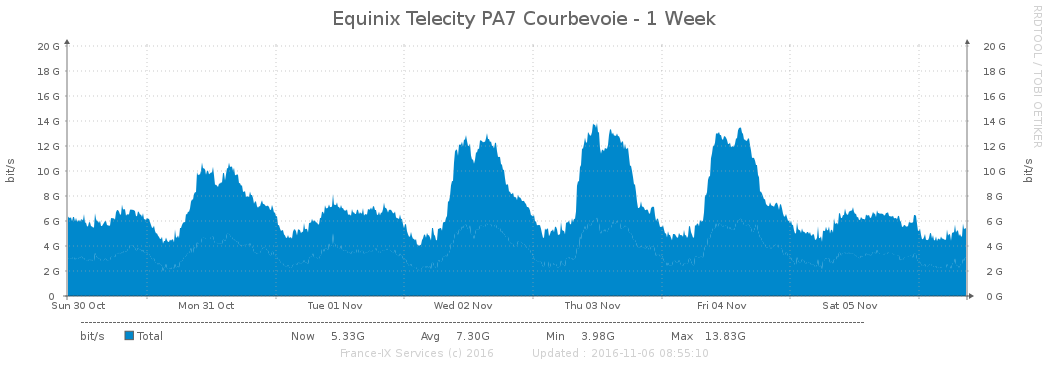 Equinix Telecity PA7 Courbevoie - 1 Week
RRDTOOL / TOBI OETIKER
20 G 20 G
18 G 18 G
16 G 16 G
14 G 14 G
12 G 12 G
10 G 10 G
8 G 8 G
6 G 6 G
4 G 4 G
2 G 2 G
0 0 G
bit/s
bit/s
Sun 30 Oct Mon 31 Oct Tue 01 Nov Wed 02 Nov Thu 03 Nov Fri 04 Nov Sat 05 Nov
bit/s Total Now 5.33G Avg 7.30G Min 3.98G Max 13.83G
France-IX Services (c) 2016 Updated : 2016-11-06 08:55:10